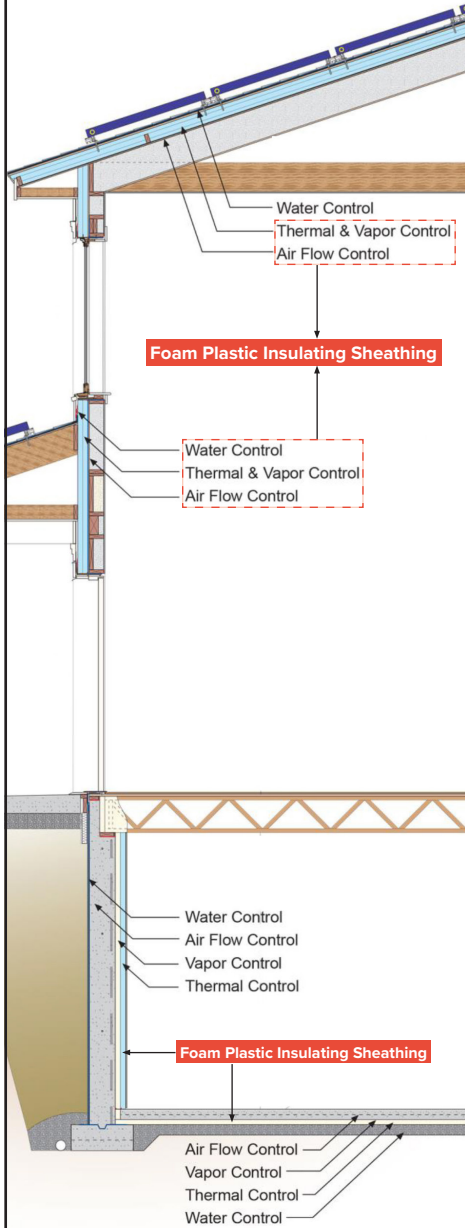 Water Control
Thermal & Vapor Control
Air Flow Control
Foam Plastic Insulating Sheathing
Water Control
Thermal & Vapor Control
Air Flow Control
Water Control
Air Flow Control
Vapor Control
Thermal Control
Foam Plastic Insulating Sheathing
Air Flow Control
Vapor Control
Thermal Control
Water Control